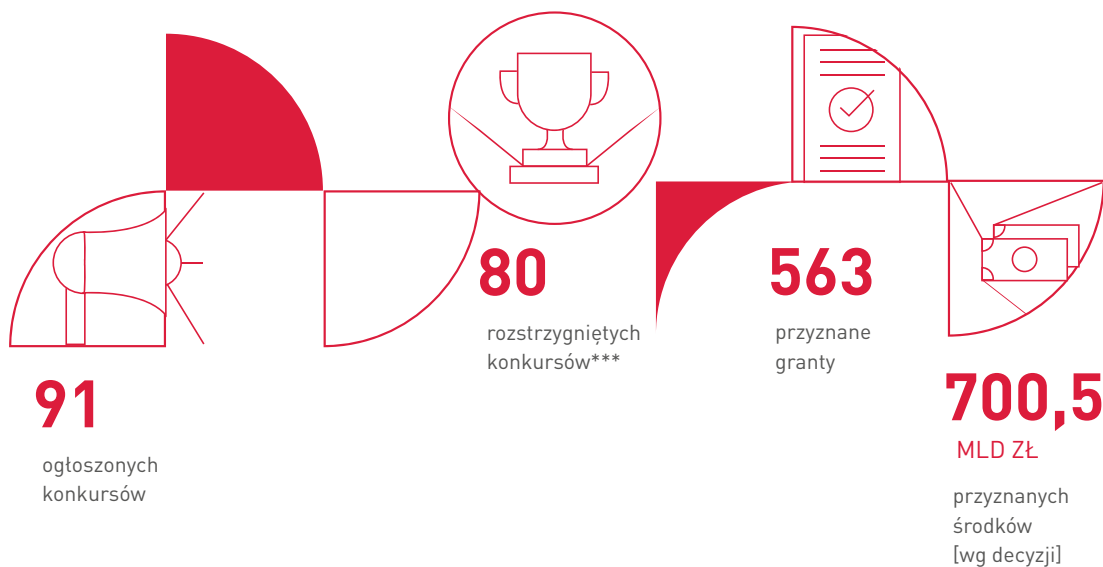 91
ogłoszonych
konkursów
80
rozstrzygniętych
konkursów***
563
przyznane
granty
700,5
MLD ZŁ
przyznanych
środków
[wg decyzji]